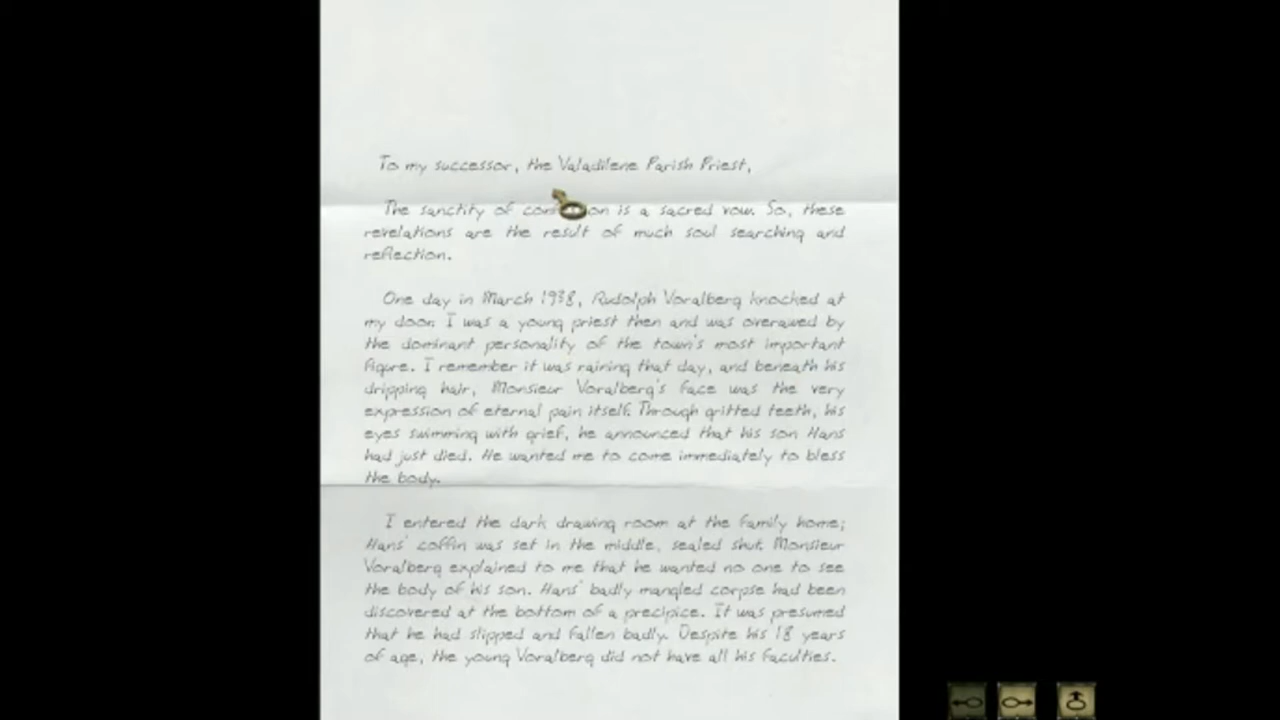 To my successor, the Valadilene Parish Priest,
The sanctity of on is a sacred vow. So, these
revelations are the result of much soul searching and
reflection.
One day in March 1938, Rudolph Voralberg knocked at
my door. I was a young priest then and was overawed by
the dominant personality of the town's most important
figure. I remember it was raining that day, and beneath his
dripping hair, Monsieur Voralberg's face was the very
expression of eternal pain itself. Through gritted teeth, his
eyes swimming with grief, he announced that his son Hans
had just died. He wanted me to come immediately to bless
the body.
I entered the dark drawing room at the family home;
Hans' coffin was set in the middle, sealed shut. Monsieur
Voralberg explained to me that he wanted no one to see
the body of his son. Hans' badly mangled corpse had been
discovered at the bottom of a precipice. It was presumed
that he had slipped and fallen badly. Despite his 18 years
of age, the young Voralberg did not have all his faculties.